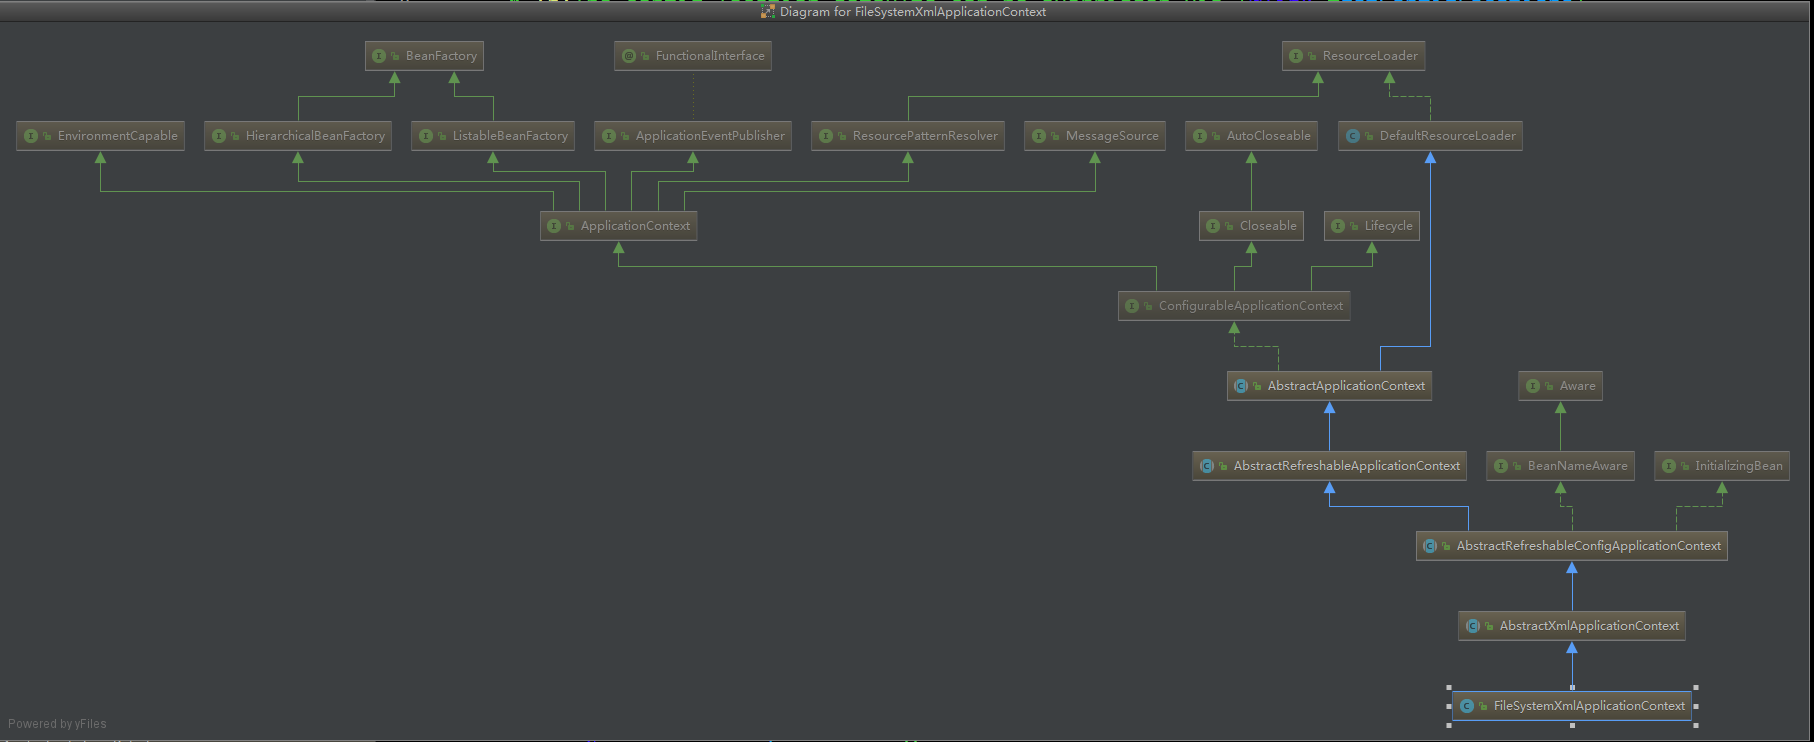 Diagram for FileSystemXmlApplicationContext
BeanFactory
FunctionalInterface
ResourceLoader
EnvironmentCapable
HierarchicalBeanFactory
ListableBeanFactory
ApplicationEventPublisher
ResourcePatternResolver
MessageSource
AutoCloseable
DefaultResourceLoader
ApplicationContext
Closeable
Lifecycle
ConfigurableApplicationContext
AbstractApplicationContext
Aware
AbstractRefreshableApplicationContext
BeanNameAware
InitializingBean
AbstractRefreshableConfigApplicationContext
AbstractXmlApplicationContext
FileSystemXmlApplicationContext
Powered by yFiles